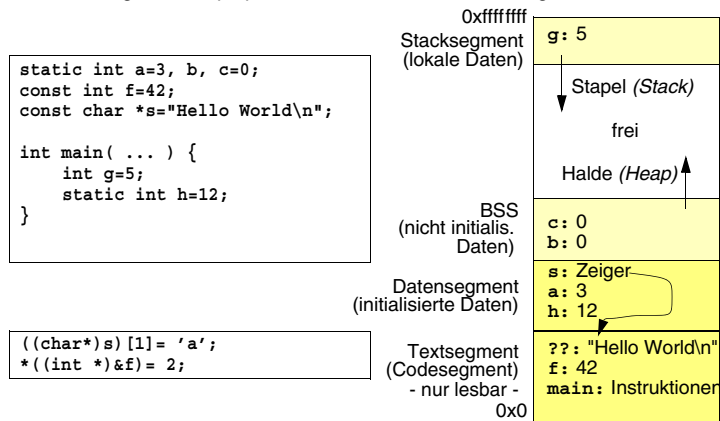 static int a=3, b, c=0;
const int f=42;
const char *s="Hello World\n";
int main( ... ) {
int g=5;
static int h=12;
}
((char*)s)[1]= 'a';
*((int *)&f)= 2;
0xffffffff
Stacksegment
(lokale Daten)
g: 5
Stapel (Stack)
frei
Halde (Heap)
BSS
(nicht initialis.
Daten)
c: 0
b: 0
Datensegment
(initialisierte Daten)
s: Zeiger
a: 3
h: 12
Textsegment
(Codesegment)
- nur lesbar -
0x0
??: "Hello World\n"
f: 42
main: Instruktionen